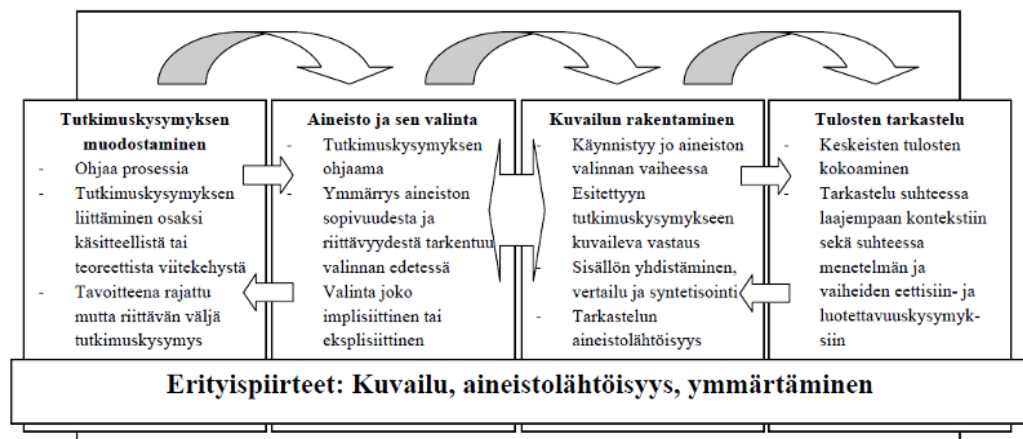 Tutkimuskysymyksen
muodostaminen
- Ohjaa prosessia
- Tutkimuskysymyksen
liittäminen osaksi
käsitteellistä tai
teoreettista viitekehystä
- Tavoitteena rajattu
mutta riittävän väljä
tutkimuskysymys
Aineisto ja sen valinta
- Tutkimuskysymyksen
ohjaama
- Ymmärrys aineiston
sopivuudesta ja
riittävyydestä tarkentuu
valinnan edetessä
Valinta joko
implisiittinen tai
eksplisiittinen
Kuvailun rakentaminen
- Käynnistyy jo aineiston
valinnan vaiheessa
Esitettyyn
tutkimuskysymykseen
kuvaileva vastaus
- Sisällön yhdistäminen,
vertailu ja syntetisointi
- Tarkastelun
aineistolähtöisyys
Tulosten tarkastelu
- Keskeisten tulosten
kokoaminen
- Tarkastelu suhteessa
laajempaan kontekstiin
sekä suhteessa
menetelmän ja
vaiheiden eettisiin- ja
luotettavuuskysymyk-
siin
Erityispiirteet: Kuvailu, aineistolähtöisyys, ymmärtäminen